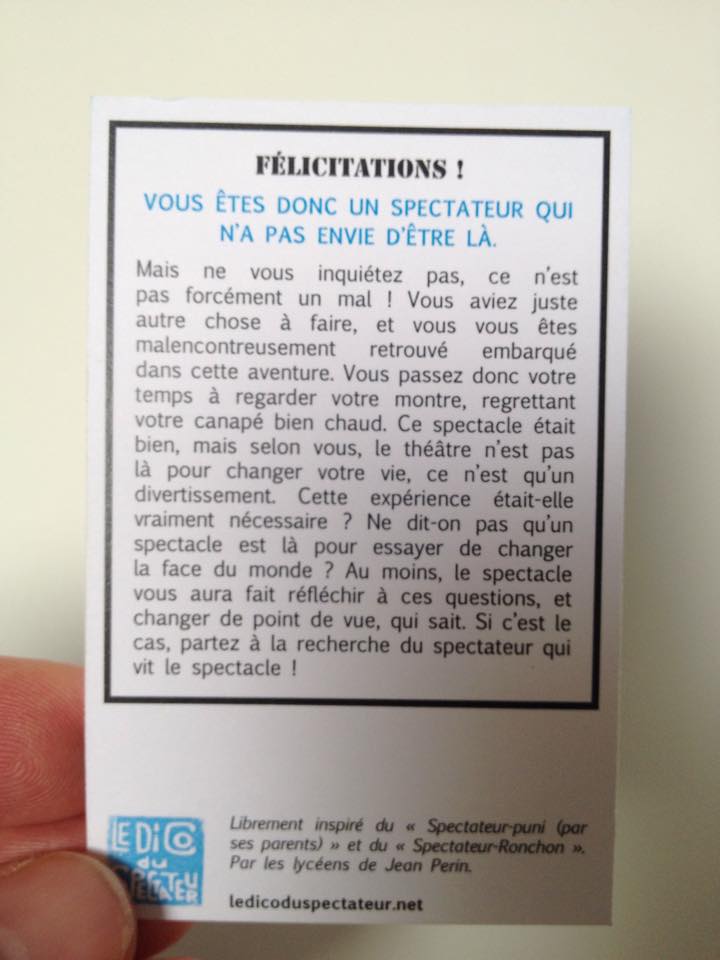 FÉLICITATIONS !
VOUS ÊTES DONC UN SPECTATEUR QUI
N'A PAS ENVIE D'ÊTRE LÀ.
Mais ne vous inquiétez pas, ce n'est
pas forcément un mal ! Vous aviez juste
autre chose à faire, et vous vous êtes
malencontreusement retrouvé embarqué
dans cette aventure. Vous passez donc votre
temps à regarder votre montre, regrettant
votre canapé bien chaud. Ce spectacle était
bien, mais selon vous, le théâtre n'est pas
là pour changer votre vie, ce n'est qu'un
divertissement. Cette expérience était-elle
vraiment nécessaire ? Ne dit-on pas qu'un
spectacle est là pour essayer de changer
la face du monde ? Au moins, le spectacle
vous aura fait réfléchir à ces questions, et
changer de point de vue, qui sait. Si c'est le
cas, partez à la recherche du spectateur qui
vit le spectacle !
LE DICO
du
SPECTATEUR
Librement inspiré du « Spectateur-puni (par
ses parents) » et du « Spectateur-Ronchon ».
Par les lycéens de Jean Perin.
ledicoduspectateur.net